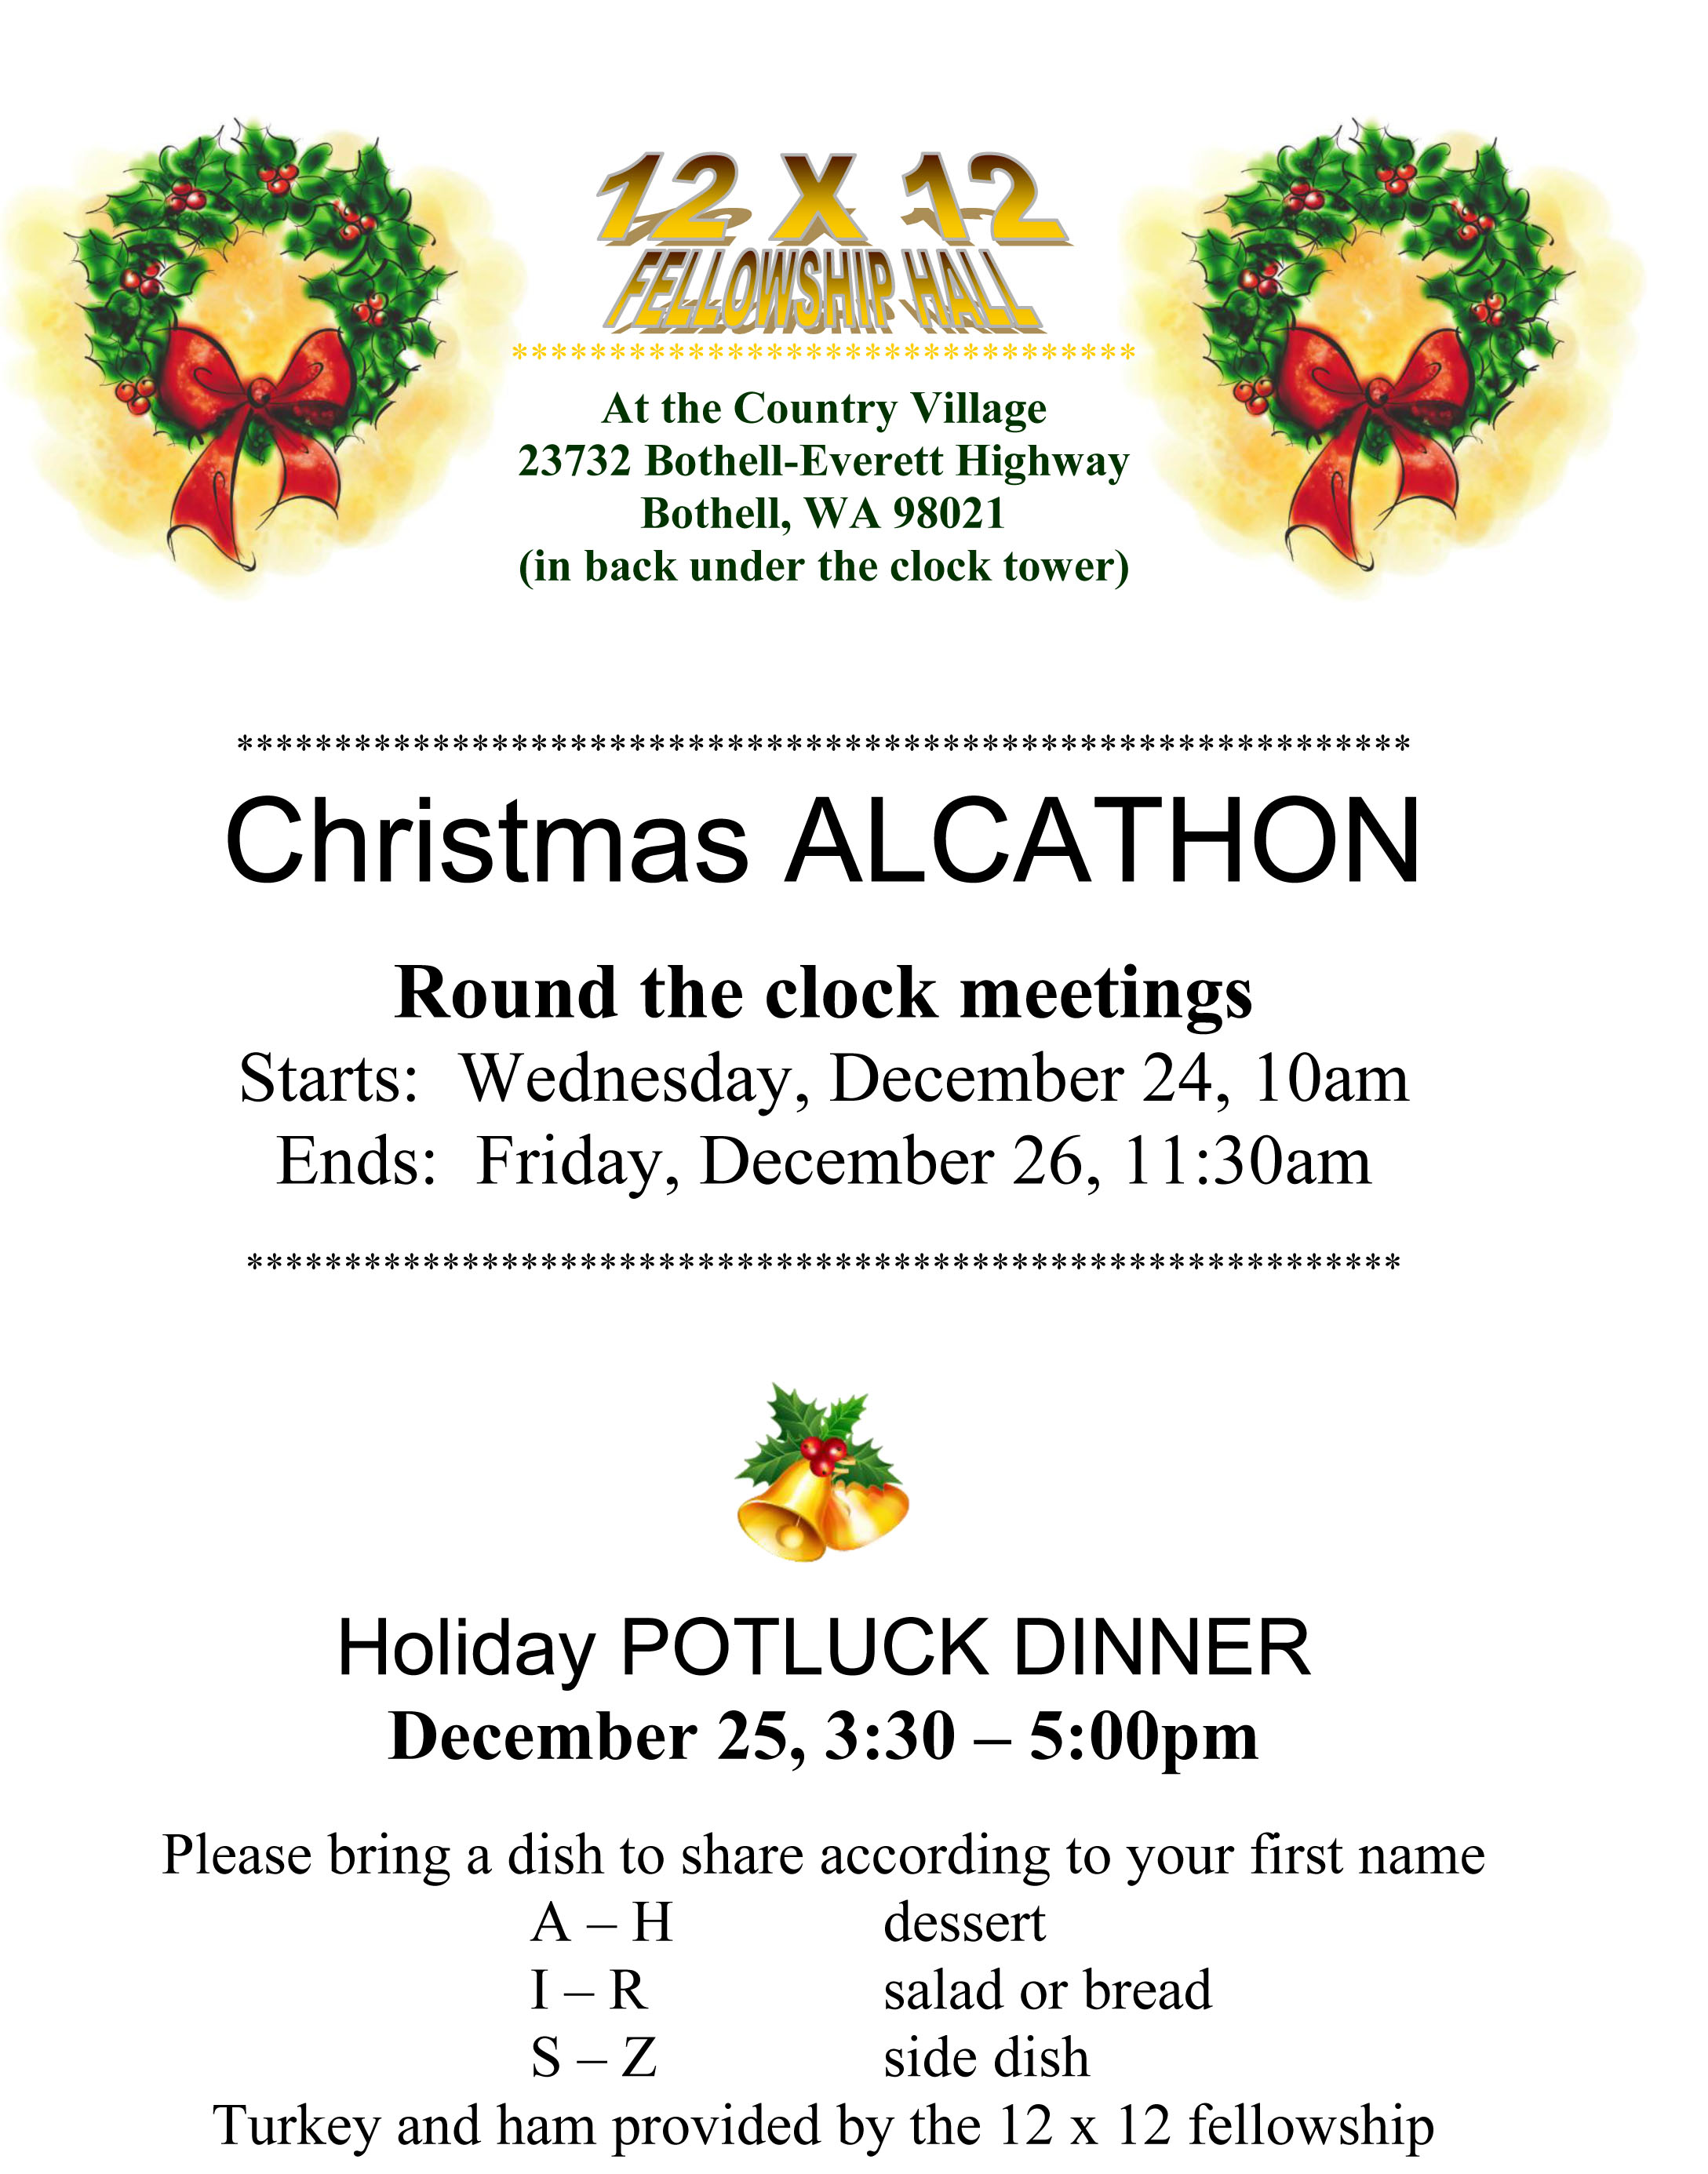 12 X 12
FELLOWSHIP HALL
********************************
At the Country Village
23732 Bothell-Everett Highway
Bothell, WA 98021
(in back under the clock tower)
************************************************************
Christmas ALCATHON
Round the clock meetings
Starts:  Wednesday, December 24, 10am
Ends:  Friday, December 26, 11:30am
***********************************************************
Holiday POTLUCK DINNER
December 25, 3:30 – 5:00pm
Please bring a dish to share according to your first name
A – H dessert
I – R salad or bread
S – Z side dish
Turkey and ham provided by the 12 x 12 fellowship